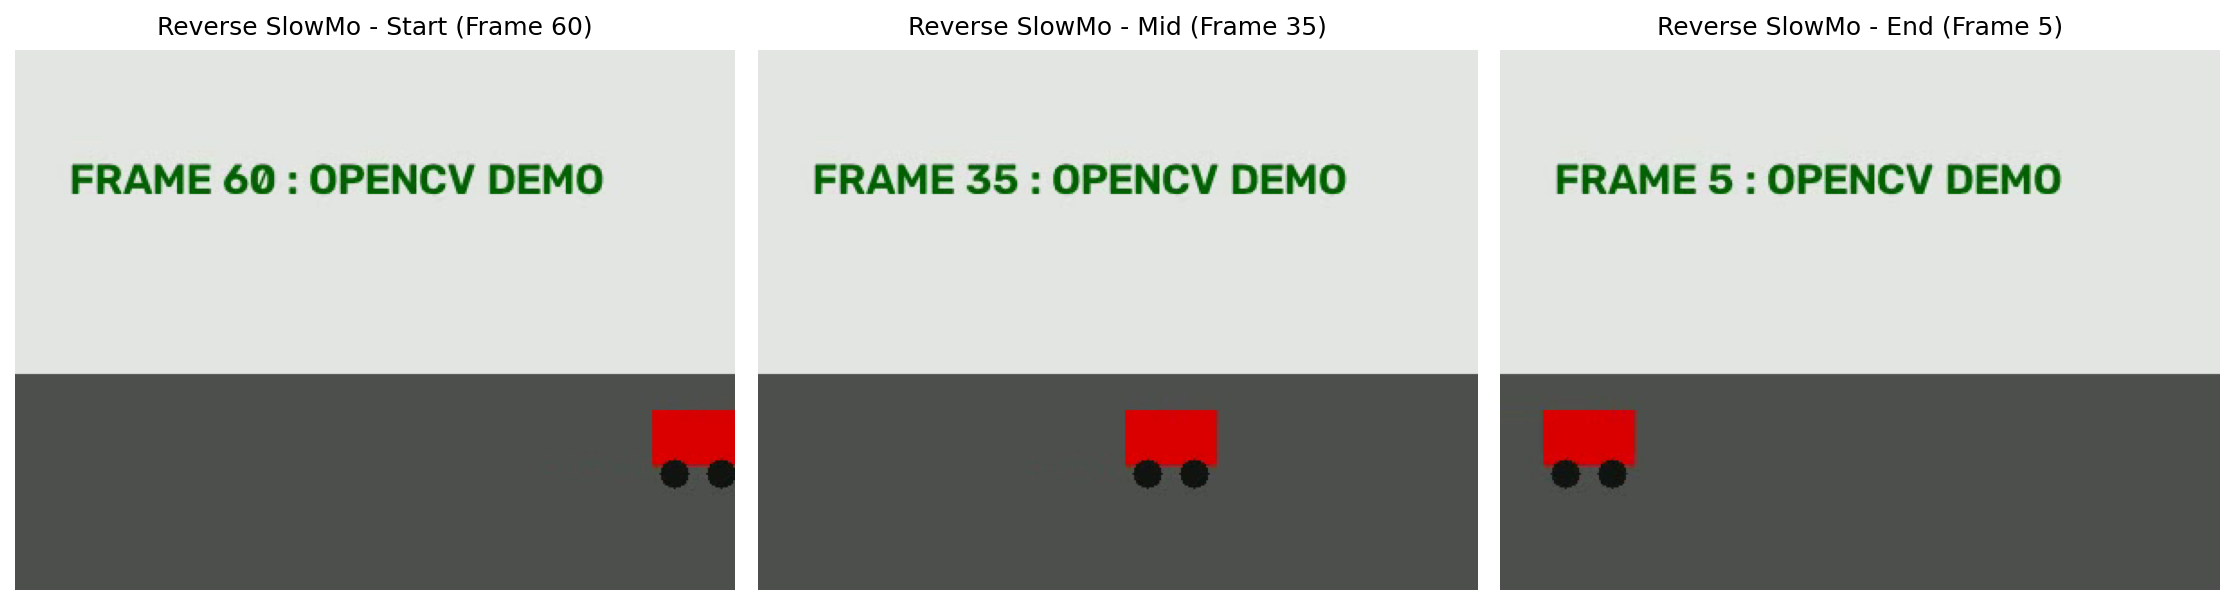 Reverse SlowMo - Start (Frame 60)
FRAME 60 : OPENCV DEMO
Reverse SlowMo - Mid (Frame 35)
FRAME 35 : OPENCV DEMO
Reverse SlowMo - End (Frame 5)
FRAME 5 : OPENCV DEMO